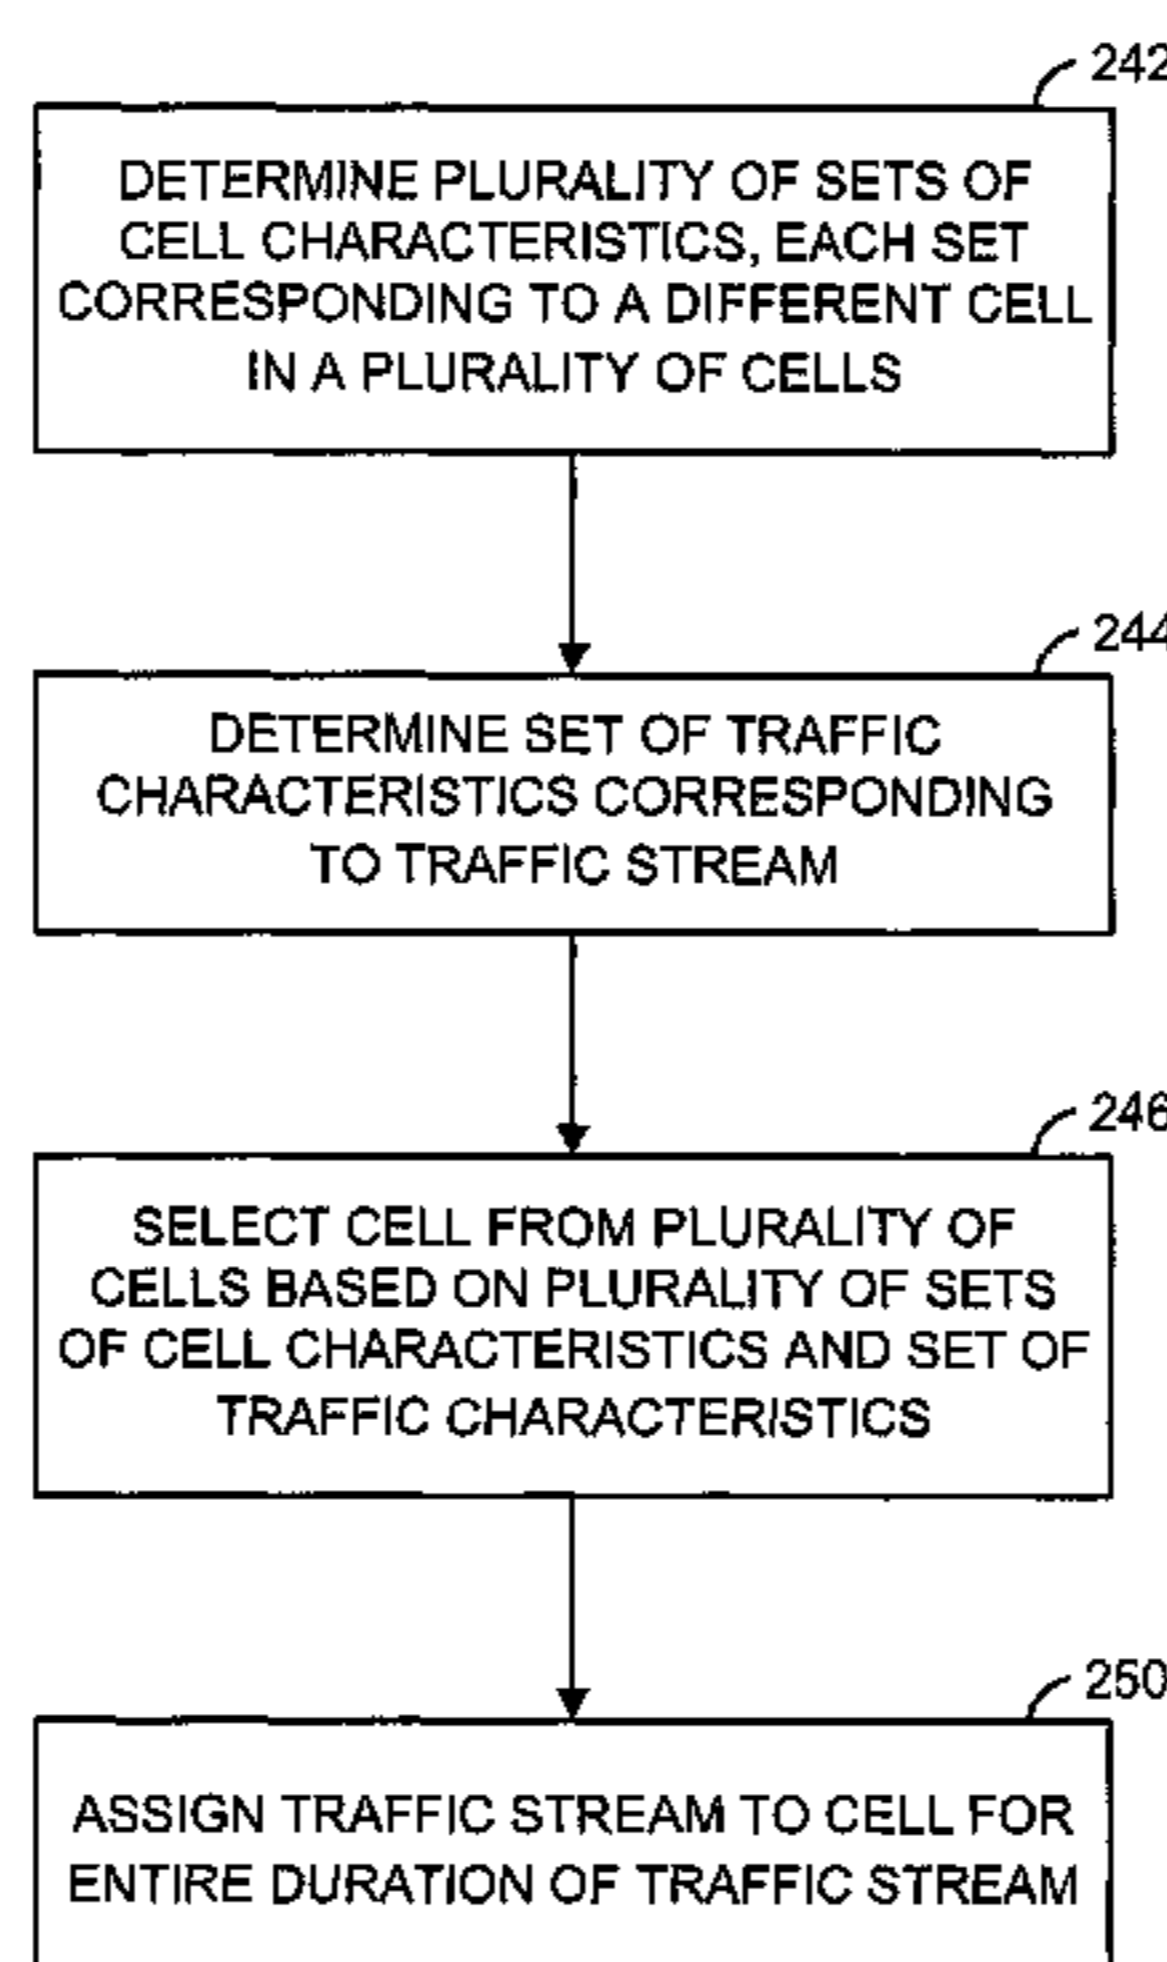 242
DETERMINE PLURALITY OF SETS OF
CELL CHARACTERISTICS, EACH SET
CORRESPONDING TO A DIFFERENT CELL
IN A PLURALITY OF CELLS
244
DETERMINE SET OF TRAFFIC
CHARACTERISTICS CORRESPONDING
TO TRAFFIC STREAM
246
SELECT CELL FROM PLURALITY OF
CELLS BASED ON PLURALITY OF SETS
OF CELL CHARACTERISTICS AND SET OF
TRAFFIC CHARACTERISTICS
250
ASSIGN TRAFFIC STREAM TO CELL FOR
ENTIRE DURATION OF TRAFFIC STREAM